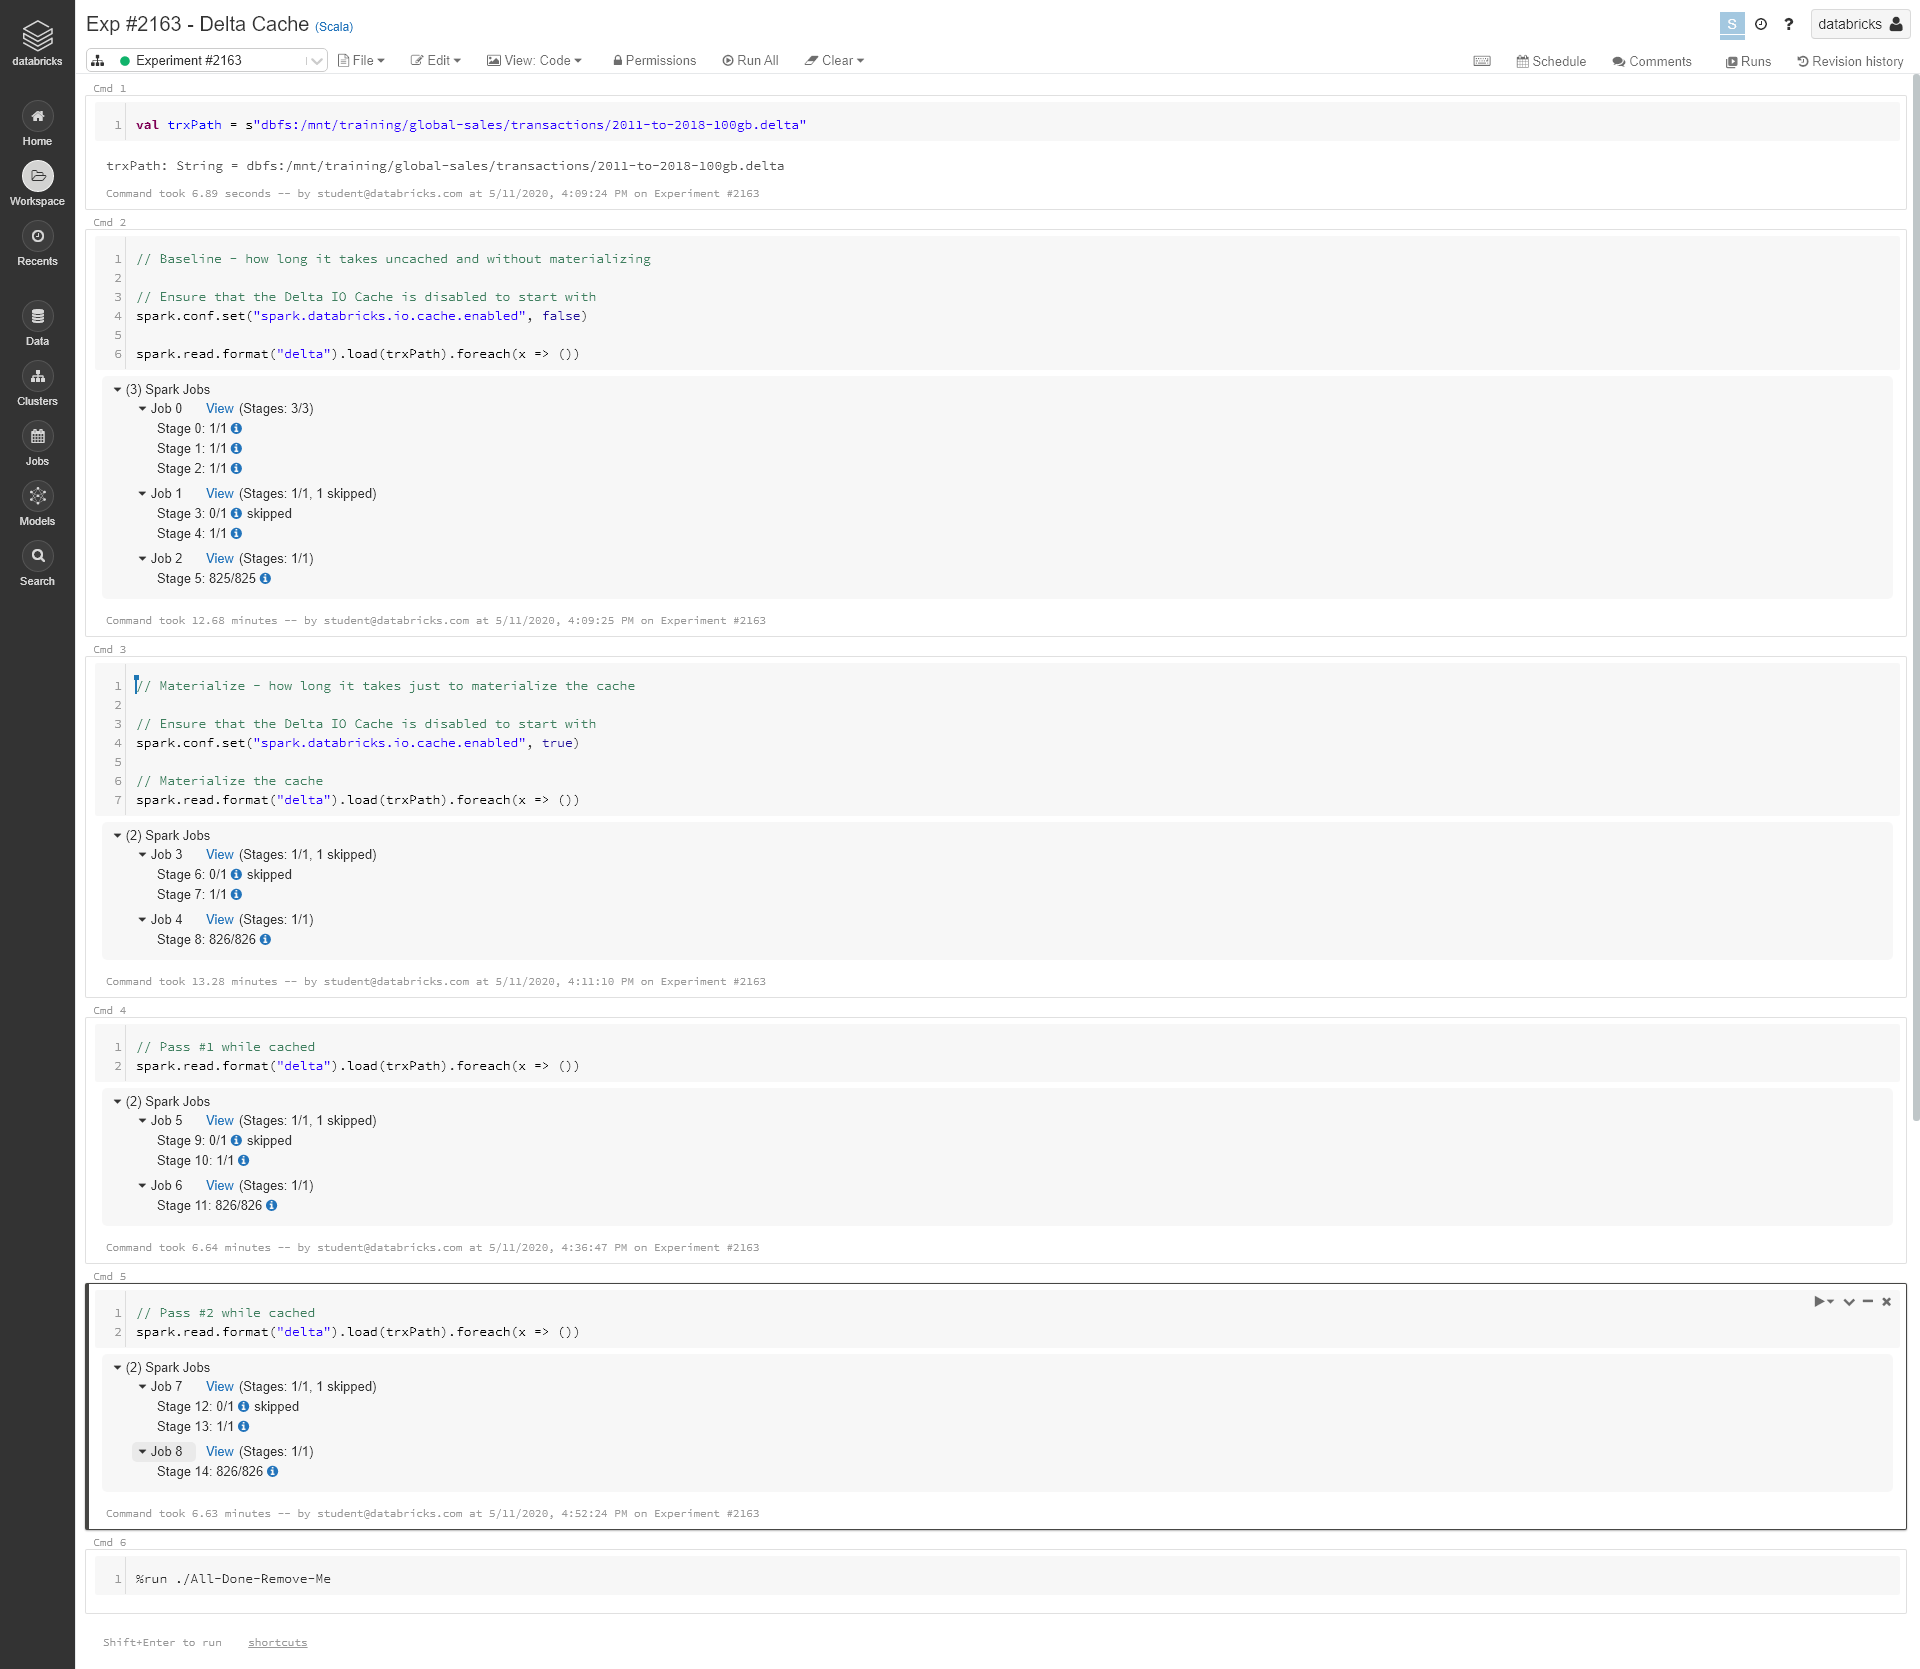 databricks
Home
Workspace
Recents
Data
Clusters
Jobs
Models
Search
Exp #2163 - Delta Cache (Scala)
S ? databricks
Experiment #2163 File Edit View: Code Permissions Run All Clear Schedule Comments Runs Revision history
Cmd 1
1 val trxPath = s"dbfs:/mnt/training/global-sales/transactions/2011-to-2018-100gb.delta"
trxPath: String = dbfs:/mnt/training/global-sales/transactions/2011-to-2018-100gb.delta
Command took 6.89 seconds -- by student@databricks.com at 5/11/2020, 4:09:24 PM on Experiment #2163
Cmd 2
1 // Baseline - how long it takes uncached and without materializing
2
3 // Ensure that the Delta IO Cache is disabled to start with
4 spark.conf.set("spark.databricks.io.cache.enabled", false)
5
6 spark.read.format("delta").load(trxPath).foreach(x => ())
(3) Spark Jobs
Job 0 View (Stages: 3/3)
Stage 0: 1/1
Stage 1: 1/1
Stage 2: 1/1
Job 1 View (Stages: 1/1, 1 skipped)
Stage 3: 0/1 skipped
Stage 4: 1/1
Job 2 View (Stages: 1/1)
Stage 5: 825/825
Command took 12.68 minutes -- by student@databricks.com at 5/11/2020, 4:09:25 PM on Experiment #2163
Cmd 3
1 // Materialize - how long it takes just to materialize the cache
2
3 // Ensure that the Delta IO Cache is disabled to start with
4 spark.conf.set("spark.databricks.io.cache.enabled", true)
5
6 // Materialize the cache
7 spark.read.format("delta").load(trxPath).foreach(x => ())
(2) Spark Jobs
Job 3 View (Stages: 1/1, 1 skipped)
Stage 6: 0/1 skipped
Stage 7: 1/1
Job 4 View (Stages: 1/1)
Stage 8: 826/826
Command took 13.28 minutes -- by student@databricks.com at 5/11/2020, 4:11:10 PM on Experiment #2163
Cmd 4
1 // Pass #1 while cached
2 spark.read.format("delta").load(trxPath).foreach(x => ())
(2) Spark Jobs
Job 5 View (Stages: 1/1, 1 skipped)
Stage 9: 0/1 skipped
Stage 10: 1/1
Job 6 View (Stages: 1/1)
Stage 11: 826/826
Command took 6.64 minutes -- by student@databricks.com at 5/11/2020, 4:36:47 PM on Experiment #2163
Cmd 5
1 // Pass #2 while cached
2 spark.read.format("delta").load(trxPath).foreach(x => ())
(2) Spark Jobs
Job 7 View (Stages: 1/1, 1 skipped)
Stage 12: 0/1 skipped
Stage 13: 1/1
Job 8 View (Stages: 1/1)
Stage 14: 826/826
Command took 6.63 minutes -- by student@databricks.com at 5/11/2020, 4:52:24 PM on Experiment #2163
Cmd 6
1 %run ./All-Done-Remove-Me
Shift+Enter to run shortcuts